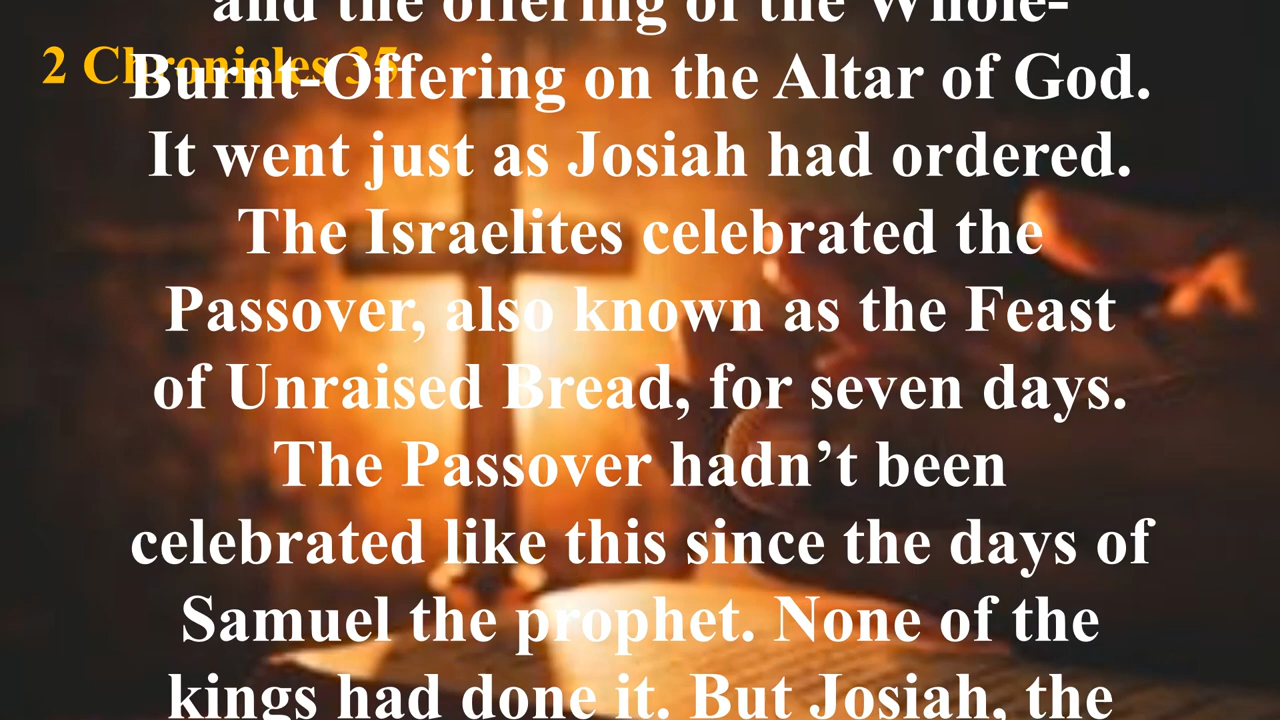 and the offering of the Whole-
2 Chronicles 35
Burnt-Offering on the Altar of God.
It went just as Josiah had ordered.
The Israelites celebrated the
Passover, also known as the Feast
of Unraised Bread, for seven days.
The Passover hadn’t been
celebrated like this since the days of
Samuel the prophet. None of the
kings had done it. But Josiah, the